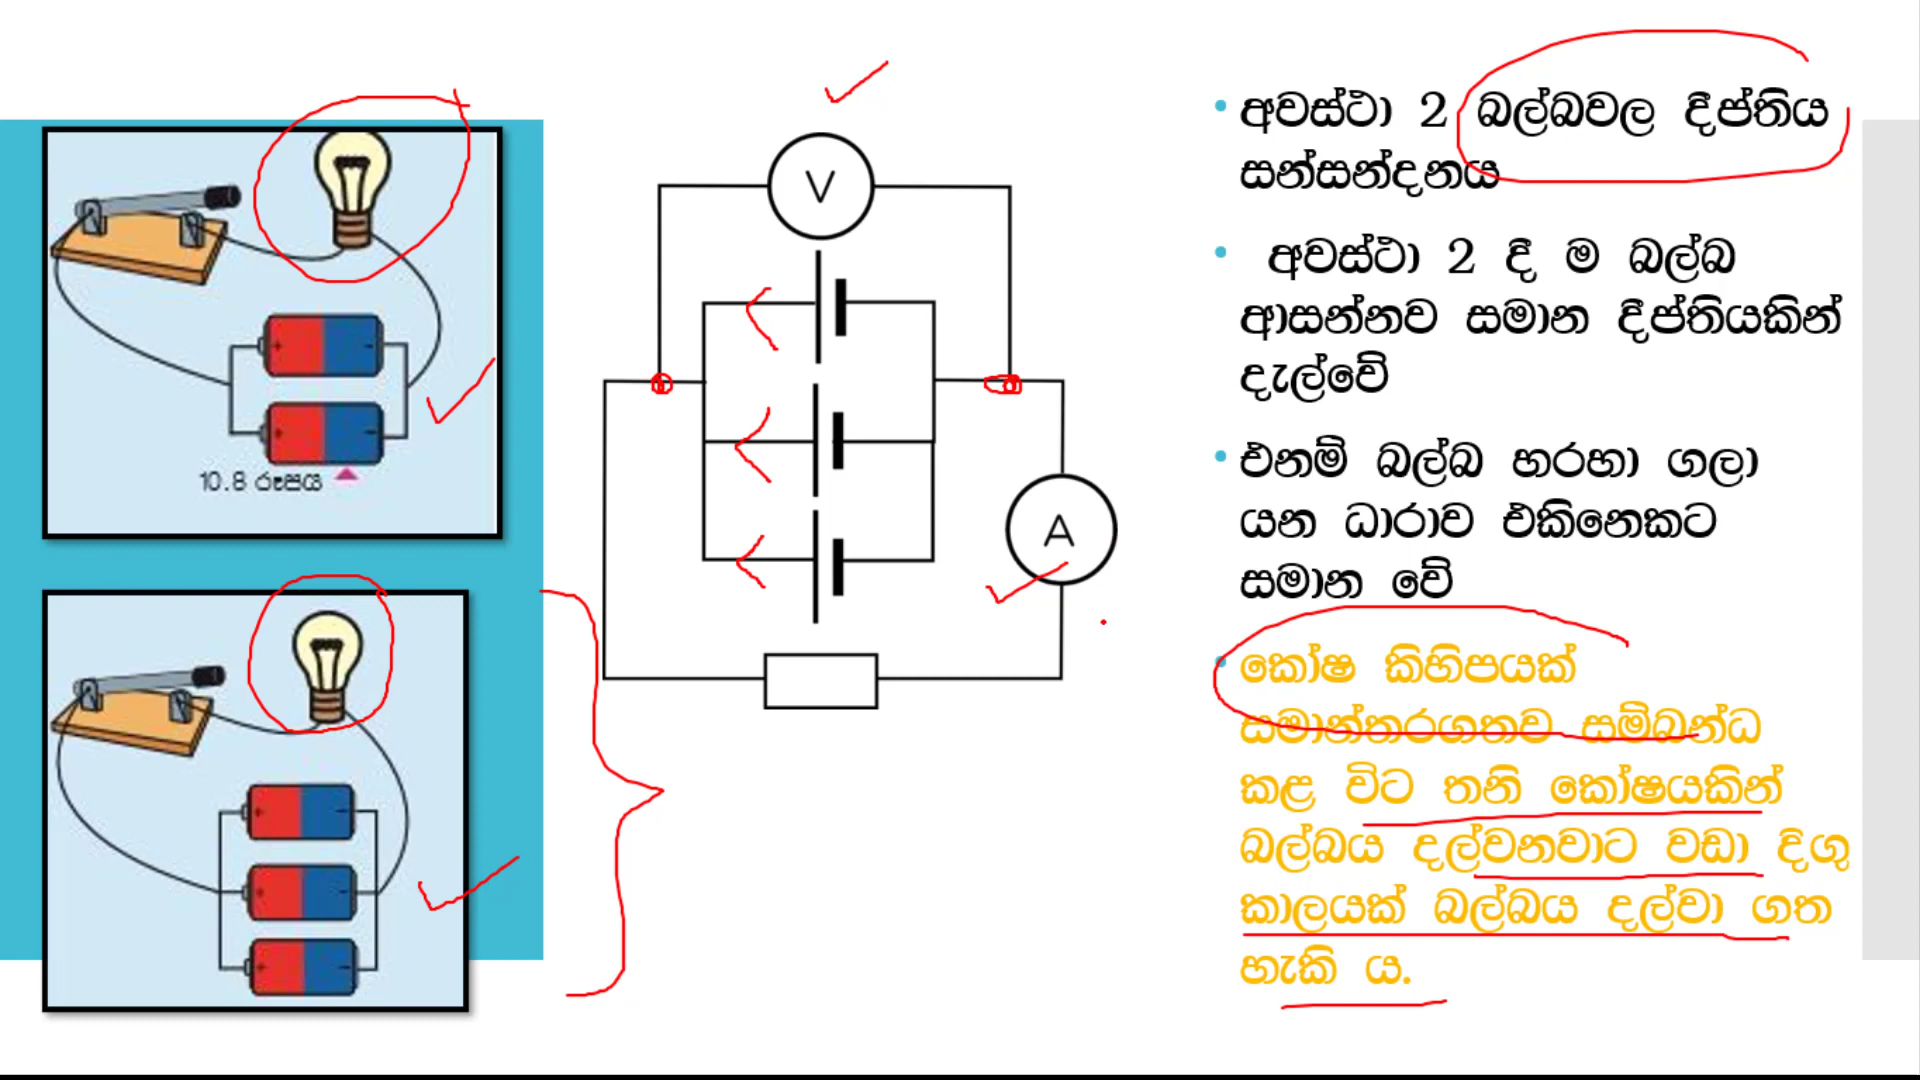 10.8 රූපය
V
A
අවස්ථා 2 බල්බවල දීප්තිය
සන්සන්දනය
අවස්ථා 2 දී ම බල්බ
ආසන්නව සමාන දීප්තියකින්
දැල්වේ
එනම් බල්බ හරහා ගලා
යන ධාරාව එකිනෙකට
සමාන වේ
කෝෂ කිහිපයක්
සමාන්තරගතව සම්බන්ධ
කළ විට තනි කෝෂයකින්
බල්බය දල්වනවාට වඩා දිගු
කාලයක් බල්බය දල්වා ගත
හැකි ය.